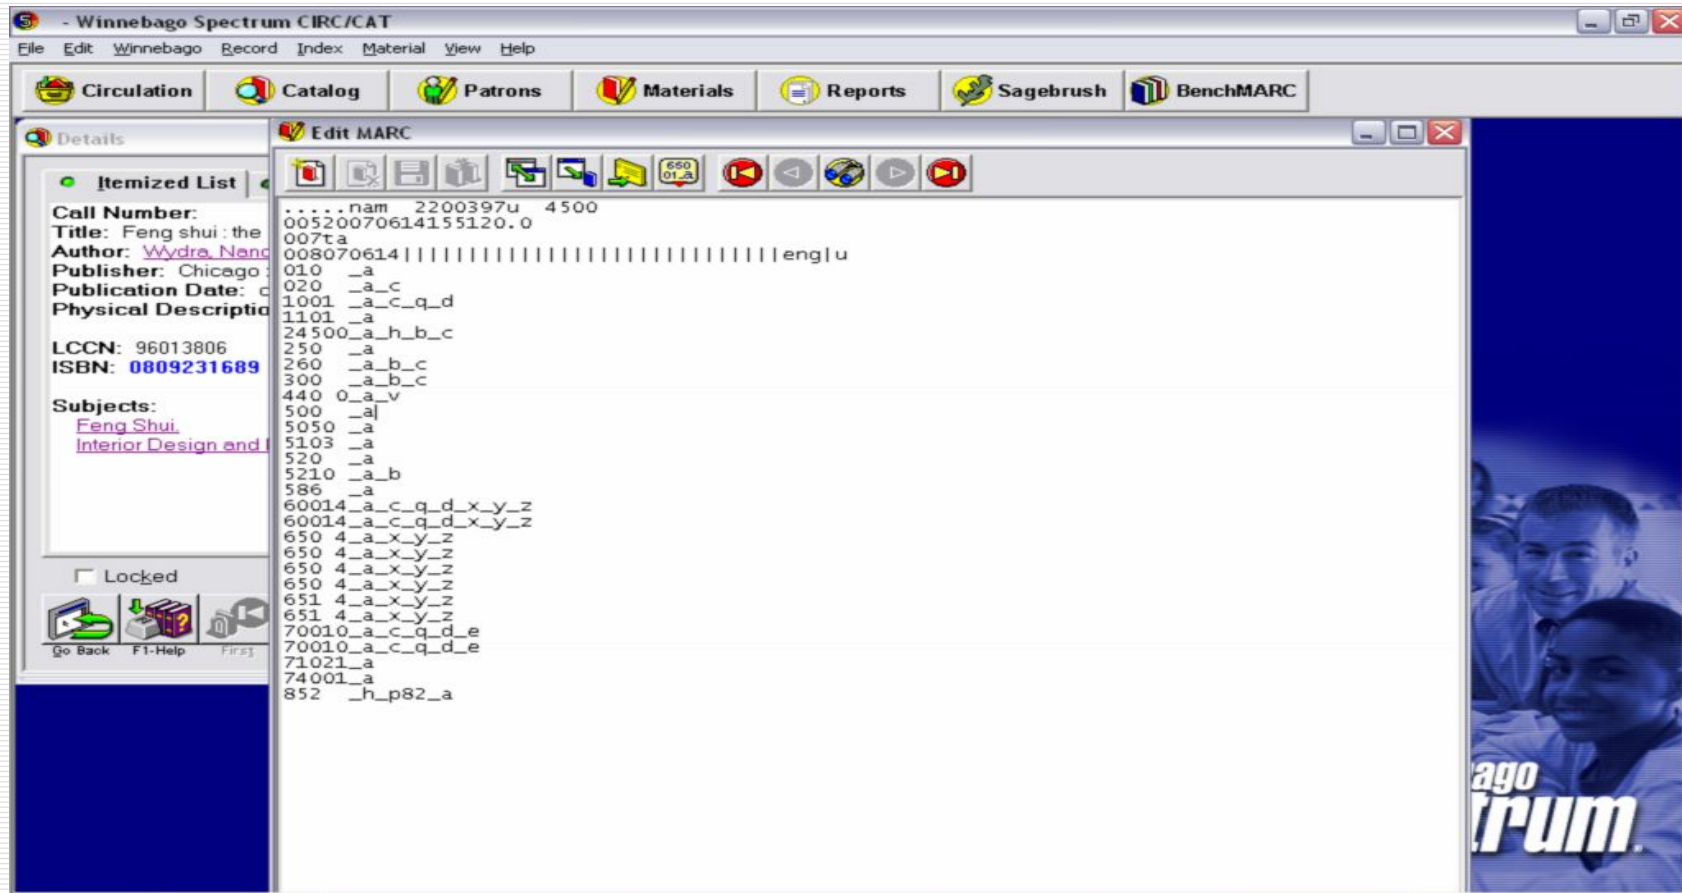 - Winnebago Spectrum CIRC/CAT
File Edit Winnebago Record Index Material View Help
Circulation Catalog Patrons Materials Reports Sagebrush BenchMARC
Details
Itemized List
Call Number:
Title: Feng shui : the
Author: Wydra, Nanc
Publisher: Chicago :
Publication Date: c
Physical Descriptio
LCCN: 96013806
ISBN: 0809231689
Subjects:
Feng Shui.
Interior Design and
Locked
Go Back F1-Help First
Edit MARC
650
01_a
.....nam 2200397u 4500
00520070614155120.0
007ta
008070614|||||||||||||||||||||||||||||eng|u
010 _a
020 _a_c
1001 _a_c_q_d
1101 _a
24500_a_h_b_c
250 _a
260 _a_b_c
300 _a_b_c
440 0_a_v
500 _a
5050 _a
5103 _a
520 _a
5210 _a_b
586 _a
60014_a_c_q_d_x_y_z
60014_a_c_q_d_x_y_z
650 4_a_x_y_z
650 4_a_x_y_z
650 4_a_x_y_z
650 4_a_x_y_z
651 4_a_x_y_z
651 4_a_x_y_z
70010_a_c_q_d_e
70010_a_c_q_d_e
71021_a
74001_a
852 _h_p82_a
ago
trum.